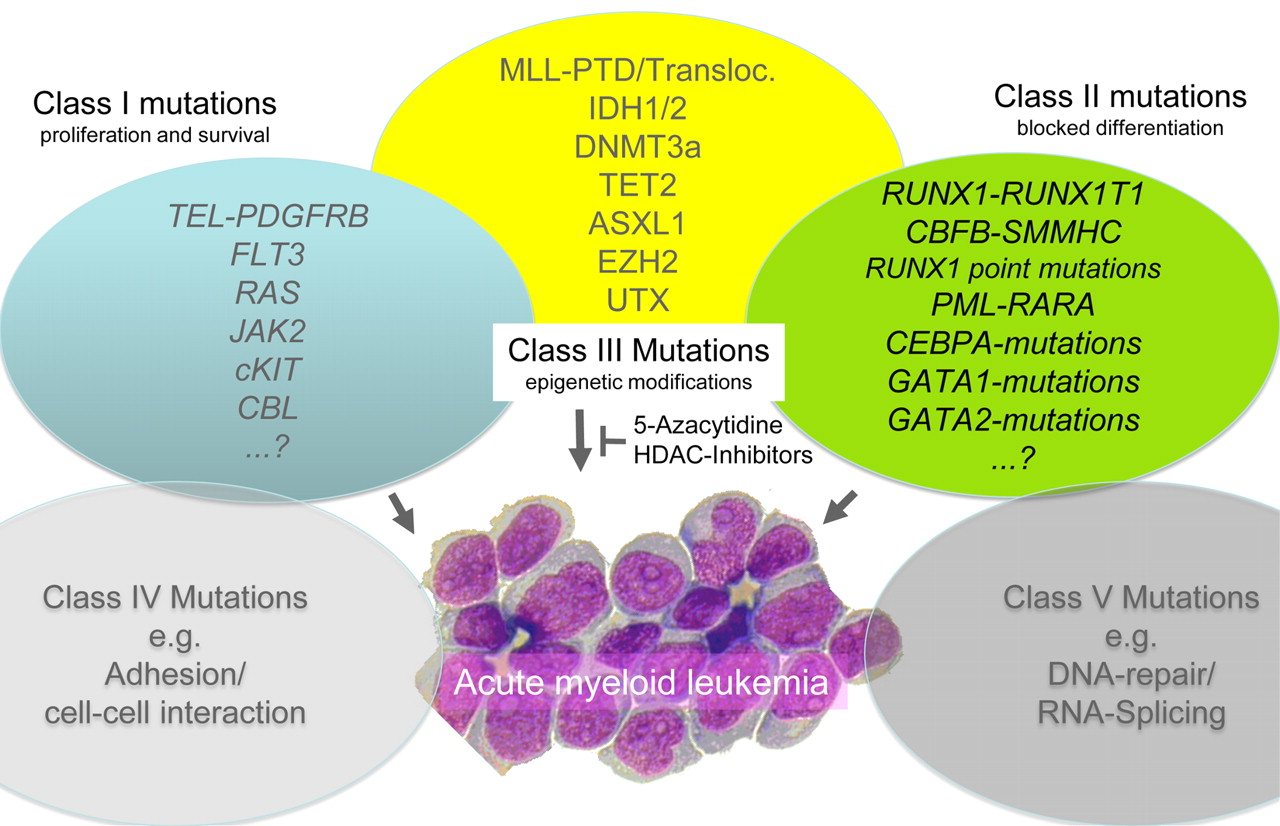 Class I mutations
proliferation and survival
TEL-PDGFRB
FLT3
RAS
JAK2
cKIT
CBL
...?
MLL-PTD/Transloc.
IDH1/2
DNMT3a
TET2
ASXL1
EZH2
UTX
Class III Mutations
epigenetic modifications
5-Azacytidine
HDAC-Inhibitors
Class II mutations
blocked differentiation
RUNX1-RUNX1T1
CBFB-SMMHC
RUNX1 point mutations
PML-RARA
CEBPA-mutations
GATA1-mutations
GATA2-mutations
...?
Class IV Mutations
e.g.
Adhesion/
cell-cell interaction
Acute myeloid leukemia
Class V Mutations
e.g.
DNA-repair/
RNA-Splicing